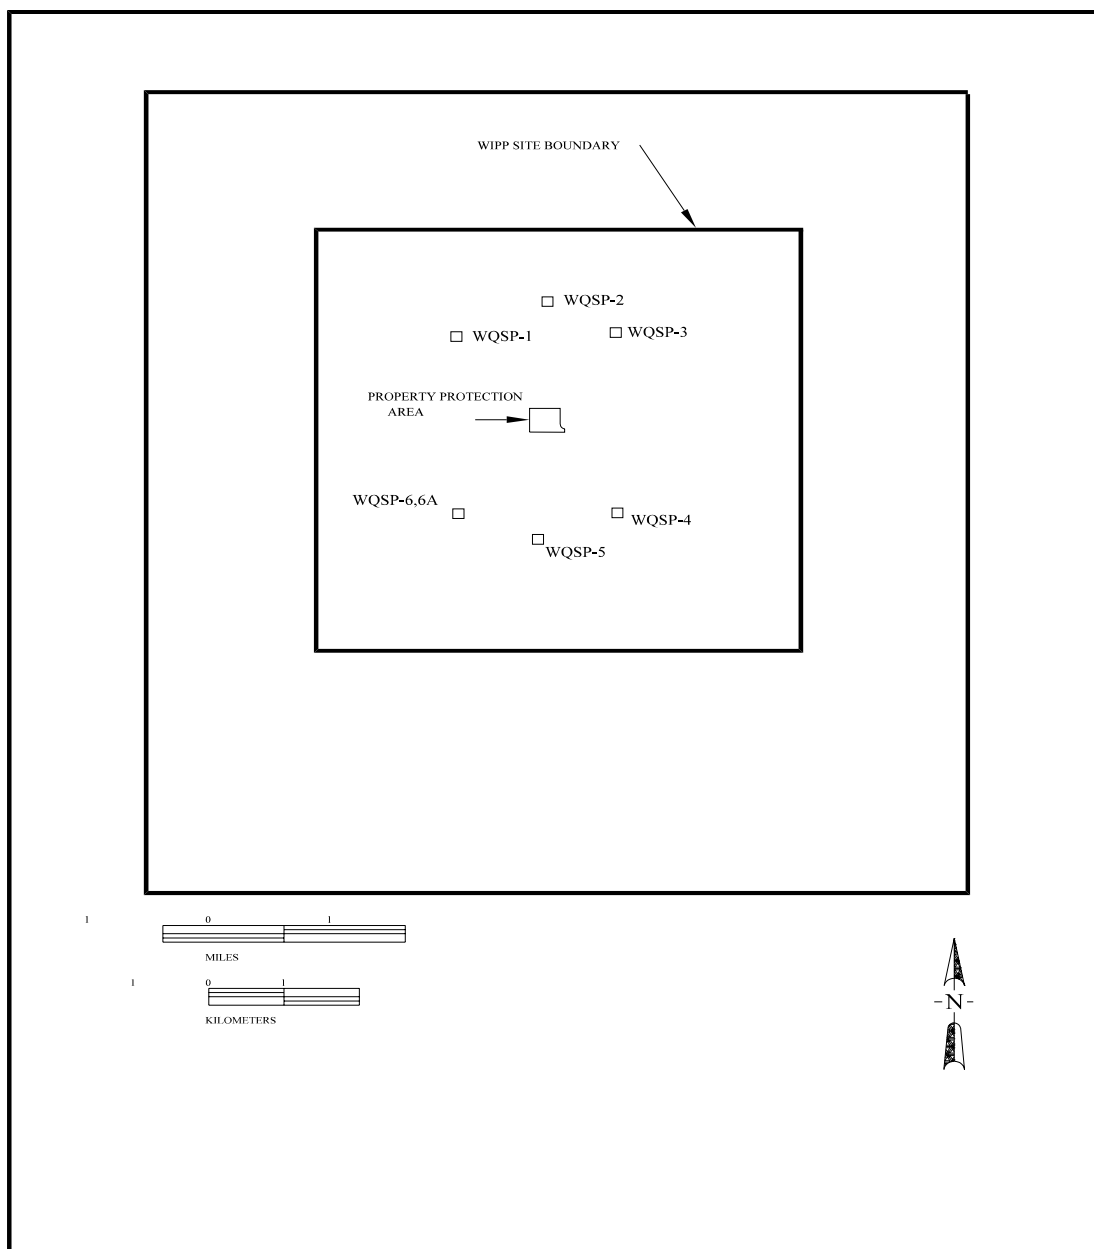 WIPP SITE BOUNDARY
WQSP-2
WQSP-1
WQSP-3
PROPERTY PROTECTION
AREA
WQSP-6,6A
WQSP-4
WQSP-5
1 0 1
MILES
1 0 1
KILOMETERS
-N-